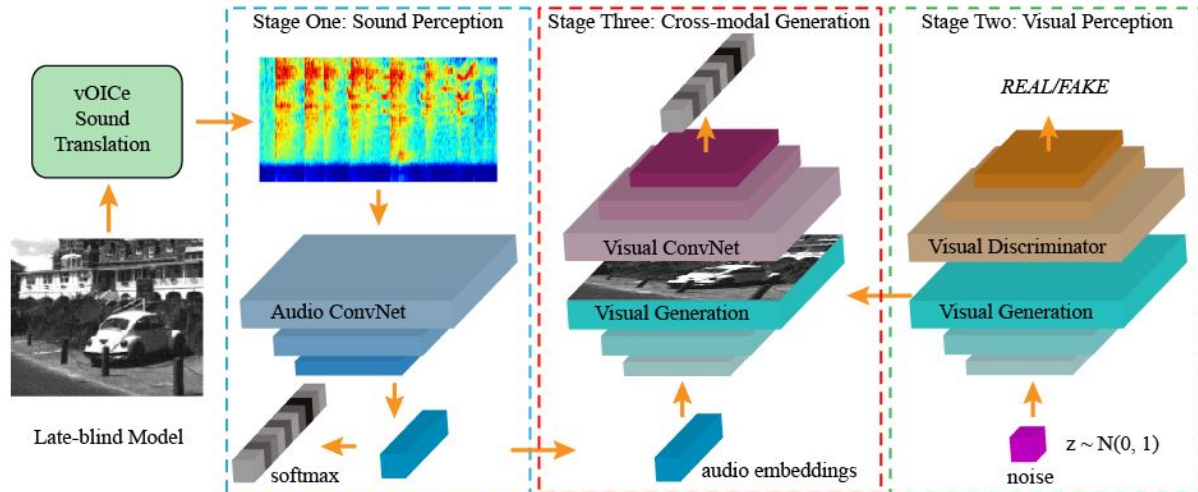 Stage One: Sound Perception
Stage Three: Cross-modal Generation
Stage Two: Visual Perception
vOICe
Sound
Translation
REAL/FAKE
Visual ConvNet
Visual Discriminator
Audio ConvNet
Visual Generation
Visual Generation
Late-blind Model
softmax
audio embeddings
z ~ N(0, 1)
noise